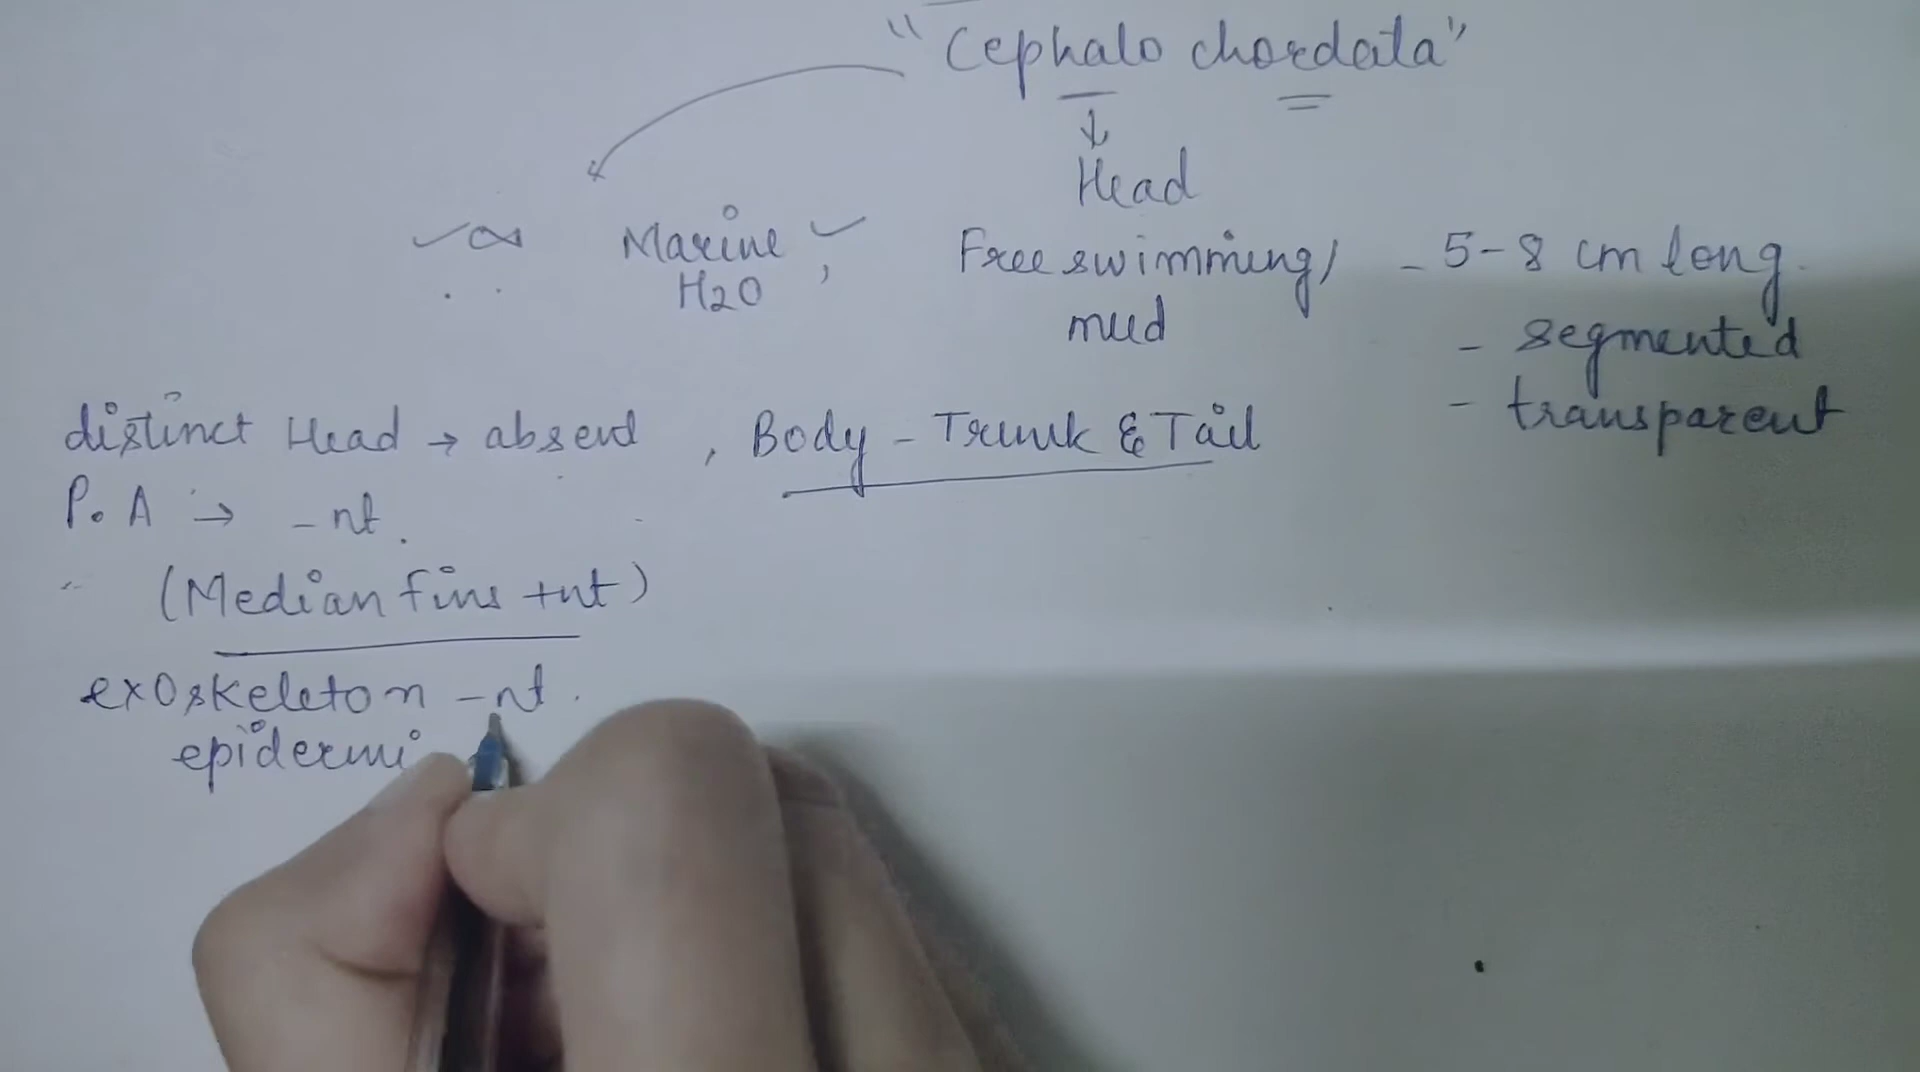 "Cephalo chordata"
↓
Head
Marine ✓, Free swimming/ - 5-8 cm long.
H2O mud - segmented
- transparent
distinct Head → absent , Body - Trunk & Tail
P.A → -nt.
(Median fins +nt)
exoskeleton -nt.
epidermi